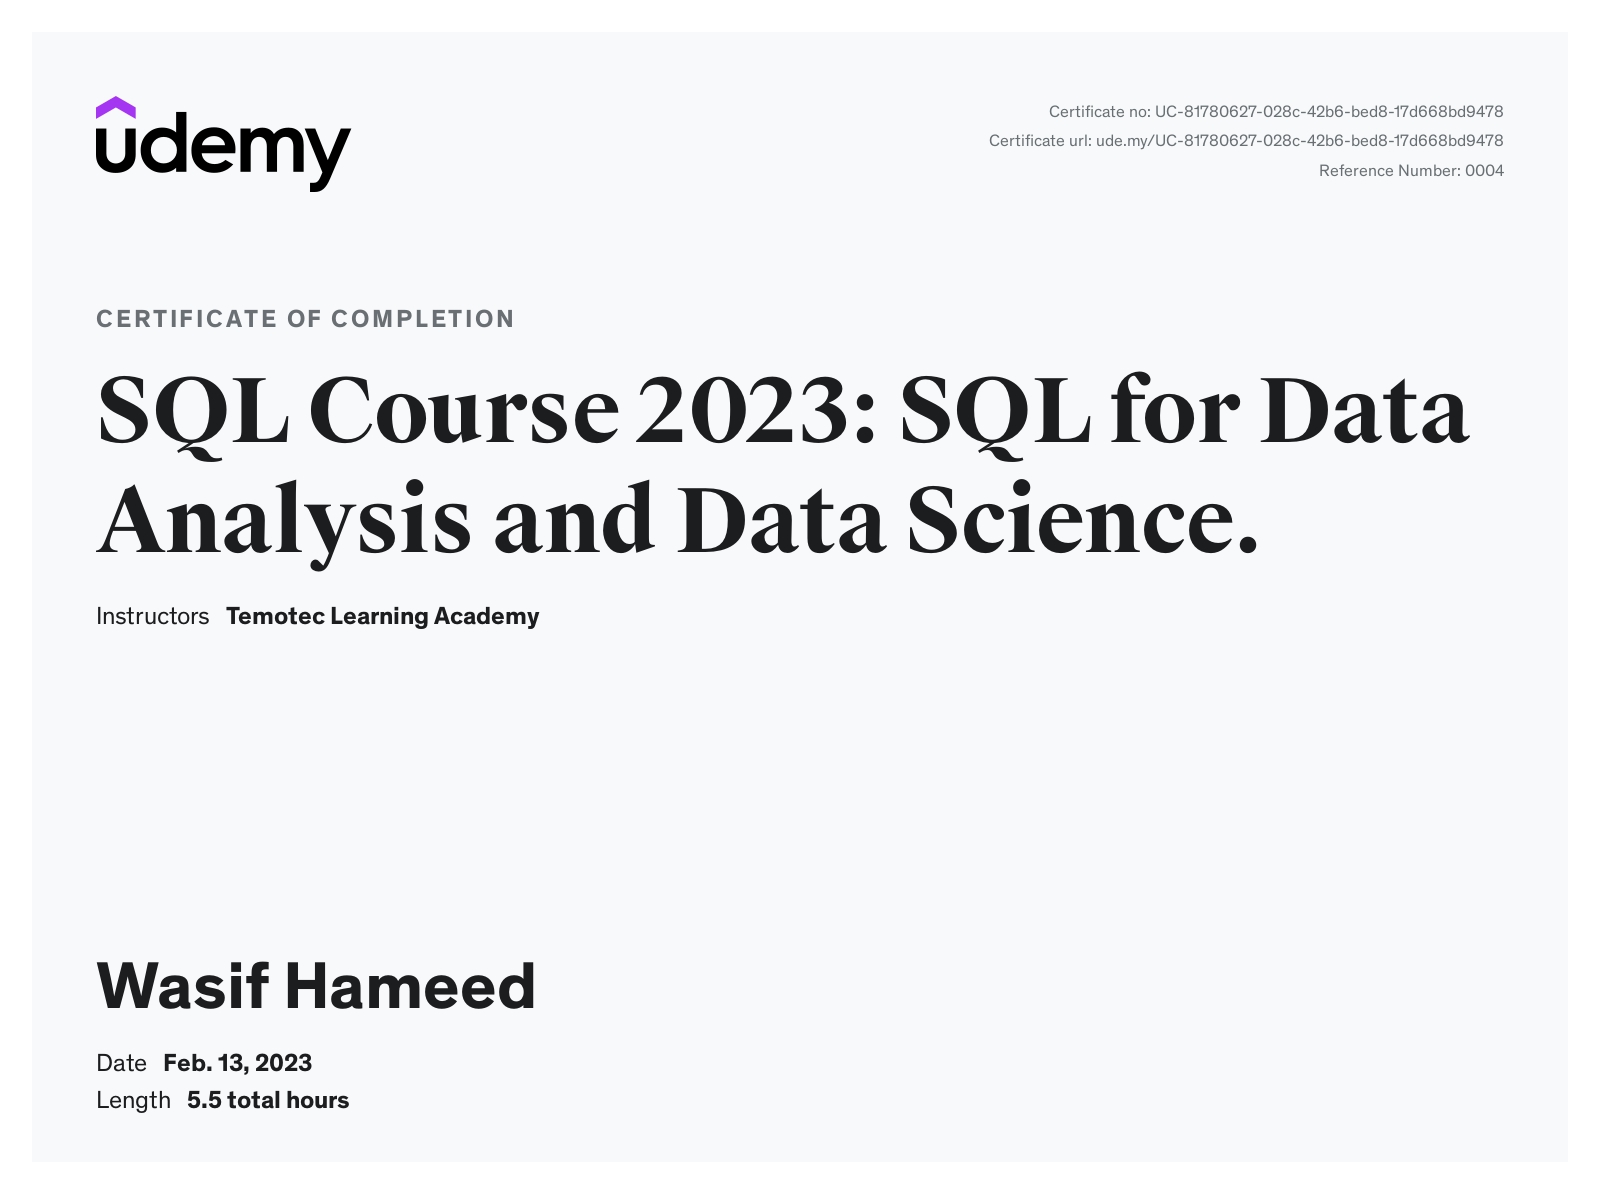 udemy
Certificate no: UC-81780627-028c-42b6-bed8-17d668bd9478
Certificate url: ude.my/UC-81780627-028c-42b6-bed8-17d668bd9478
Reference Number: 0004
CERTIFICATE OF COMPLETION
SQL Course 2023: SQL for Data
Analysis and Data Science.
Instructors Temotec Learning Academy
Wasif Hameed
Date Feb. 13, 2023
Length 5.5 total hours